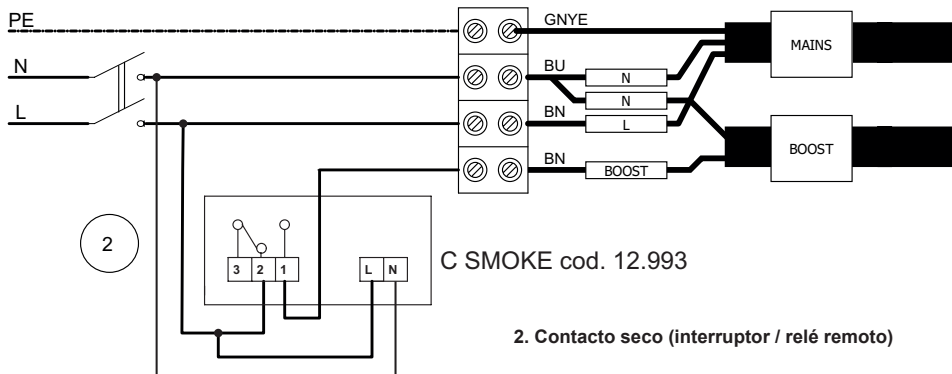 PE
GNYE
MAINS
N
BU
N
N
L
BN
L
BN
BOOST
BOOST
2
3 2 1
L N
C SMOKE cod. 12.993
2. Contacto seco (interruptor / relé remoto)